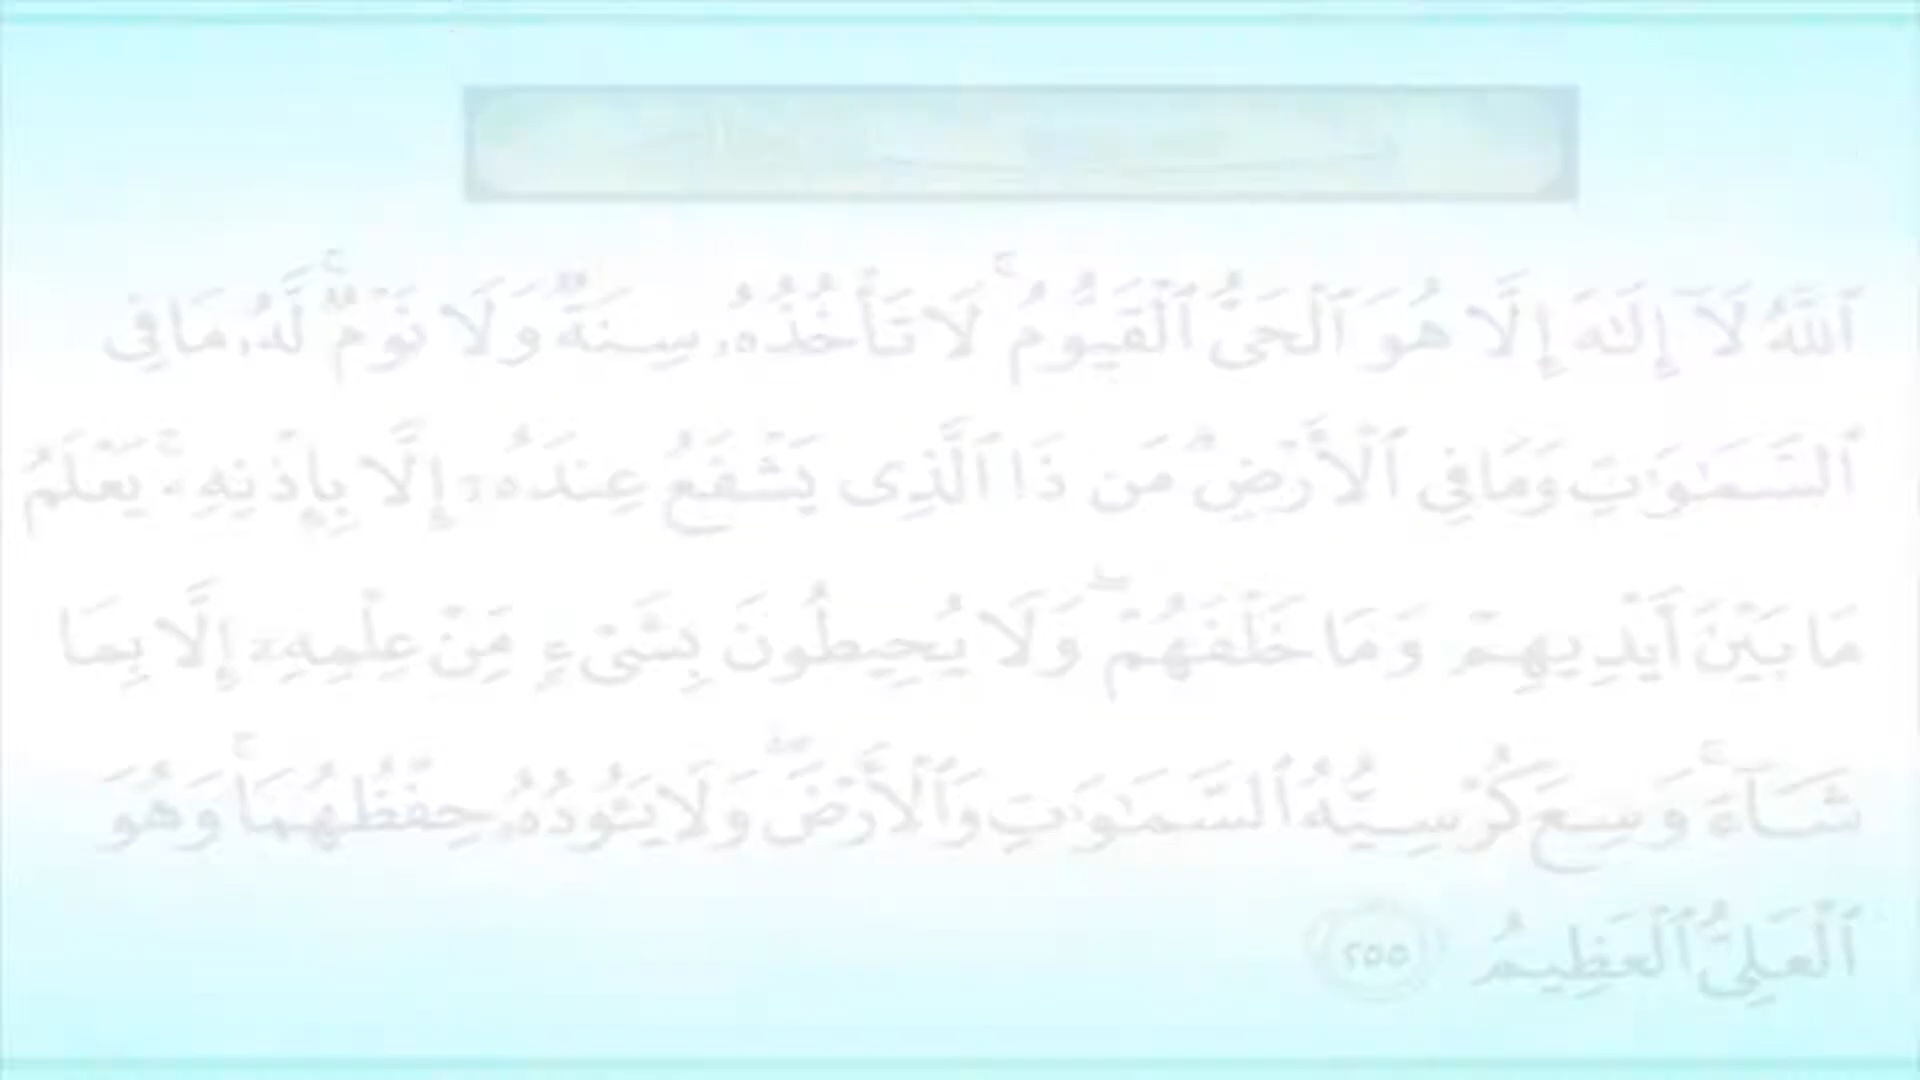 ٱللَّهُ لَآ إِلَـٰهَ إِلَّا هُوَ ٱلْحَىُّ ٱلْقَيُّومُ ۚ لَا تَأْخُذُهُۥ سِنَةٌ وَلَا نَوْمٌ ۚ لَّهُۥ مَا فِى
ٱلسَّمَـٰوَٰتِ وَمَا فِى ٱلْأَرْضِ ۗ مَن ذَا ٱلَّذِى يَشْفَعُ عِندَهُۥٓ إِلَّا بِإِذْنِهِۦ ۚ يَعْلَمُ
مَا بَيْنَ أَيْدِيهِمْ وَمَا خَلْفَهُمْ ۖ وَلَا يُحِيطُونَ بِشَىْءٍ مِّنْ عِلْمِهِۦٓ إِلَّا بِمَا
شَآءَ ۚ وَسِعَ كُرْسِيُّهُ ٱلسَّمَـٰوَٰتِ وَٱلْأَرْضَ ۖ وَلَا يَـُٔودُهُۥ حِفْظُهُمَا ۚ وَهُوَ
ٱلْعَلِىُّ ٱلْعَظِيمُ ٢٥٥